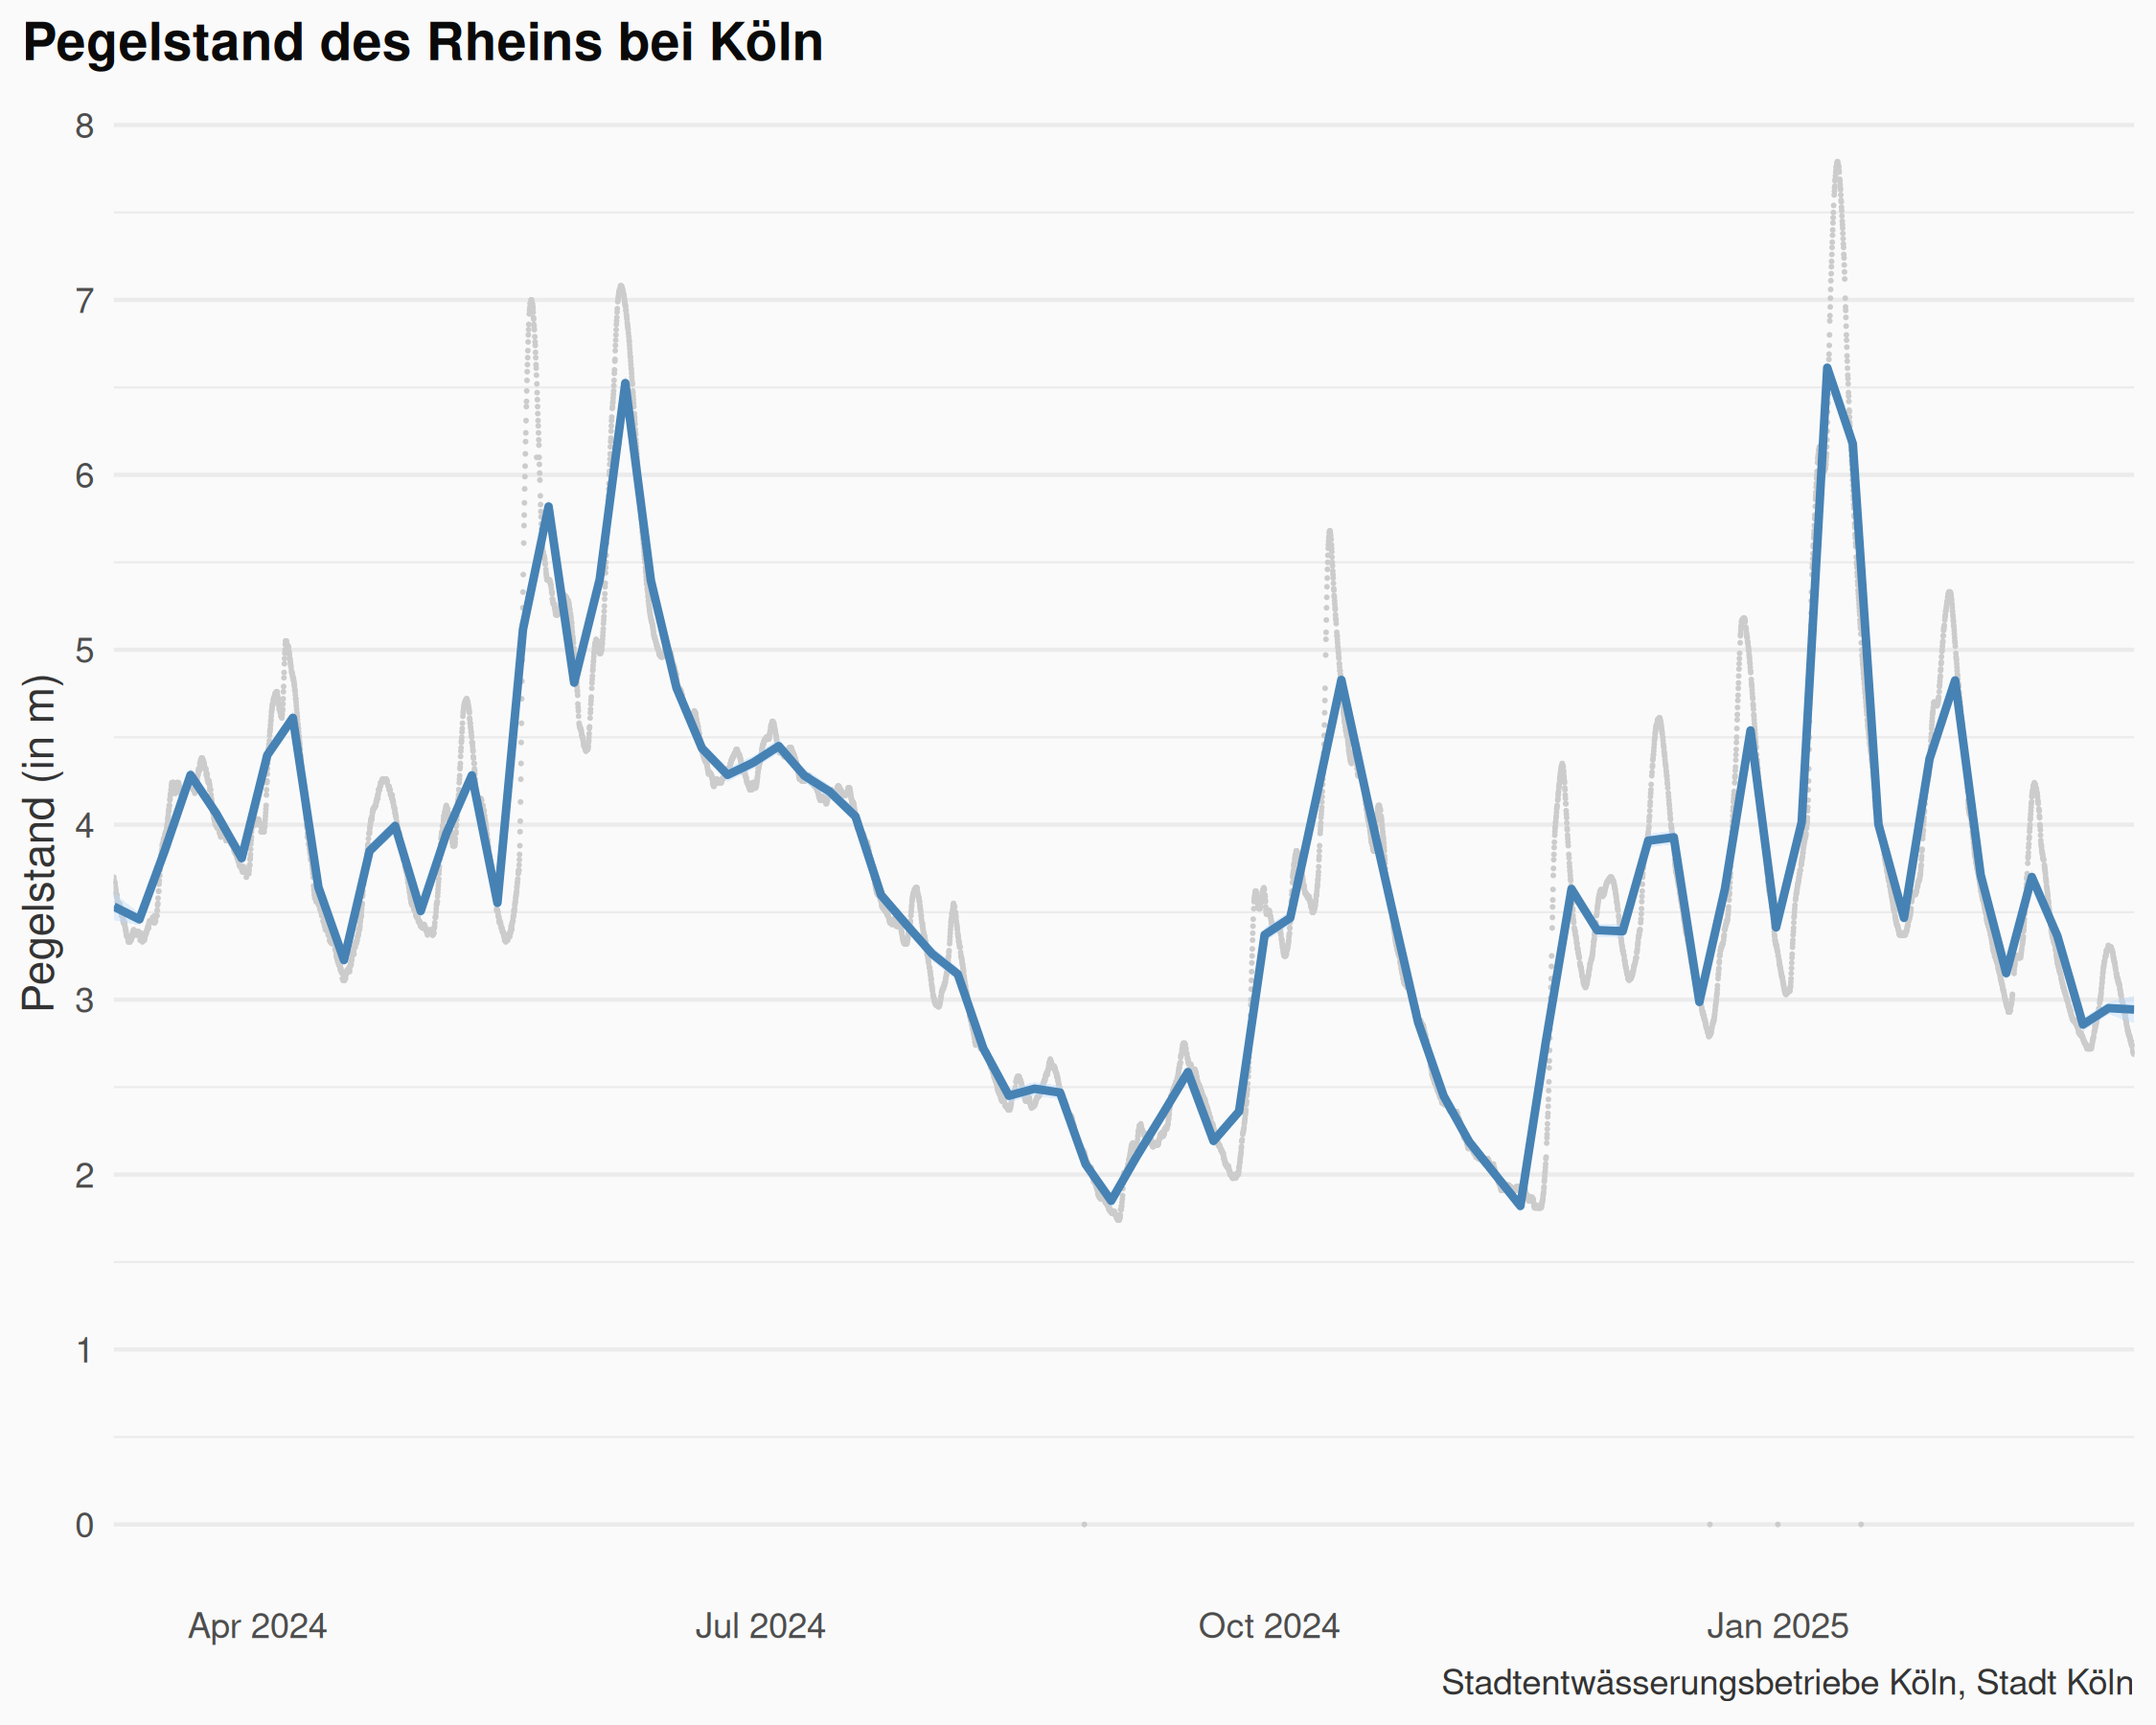 Pegelstand des Rheins bei Köln
Pegelstand (in m)
8
7
6
5
4
3
2
1
0
Apr 2024
Jul 2024
Oct 2024
Jan 2025
Stadtentwässerungsbetriebe Köln, Stadt Köln